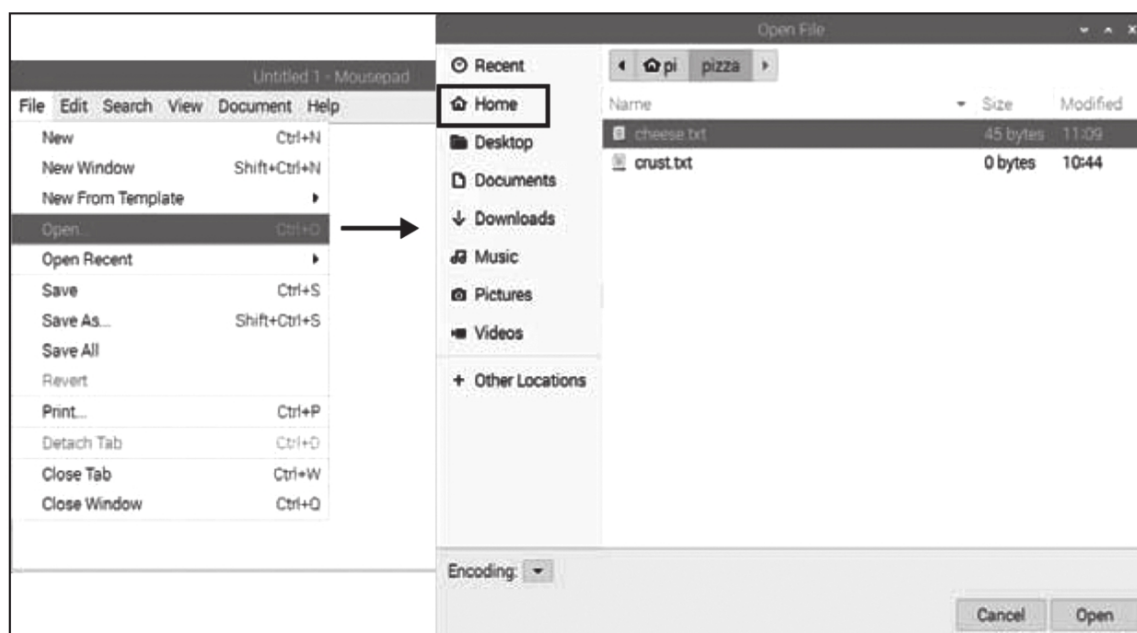 Untitled 1 - Mousepad
File Edit Search View Document Help
New Ctrl+N
New Window Shift+Ctrl+N
New From Template
Open... Ctrl+O
Open Recent
Save Ctrl+S
Save As... Shift+Ctrl+S
Save All
Revert
Print... Ctrl+P
Detach Tab Ctrl+D
Close Tab Ctrl+W
Close Window Ctrl+Q
Open File
Recent
Home
Desktop
Documents
Downloads
Music
Pictures
Videos
+ Other Locations
pi pizza
Name Size Modified
cheese.txt 45 bytes 11:09
crust.txt 0 bytes 10:44
Encoding:
Cancel Open